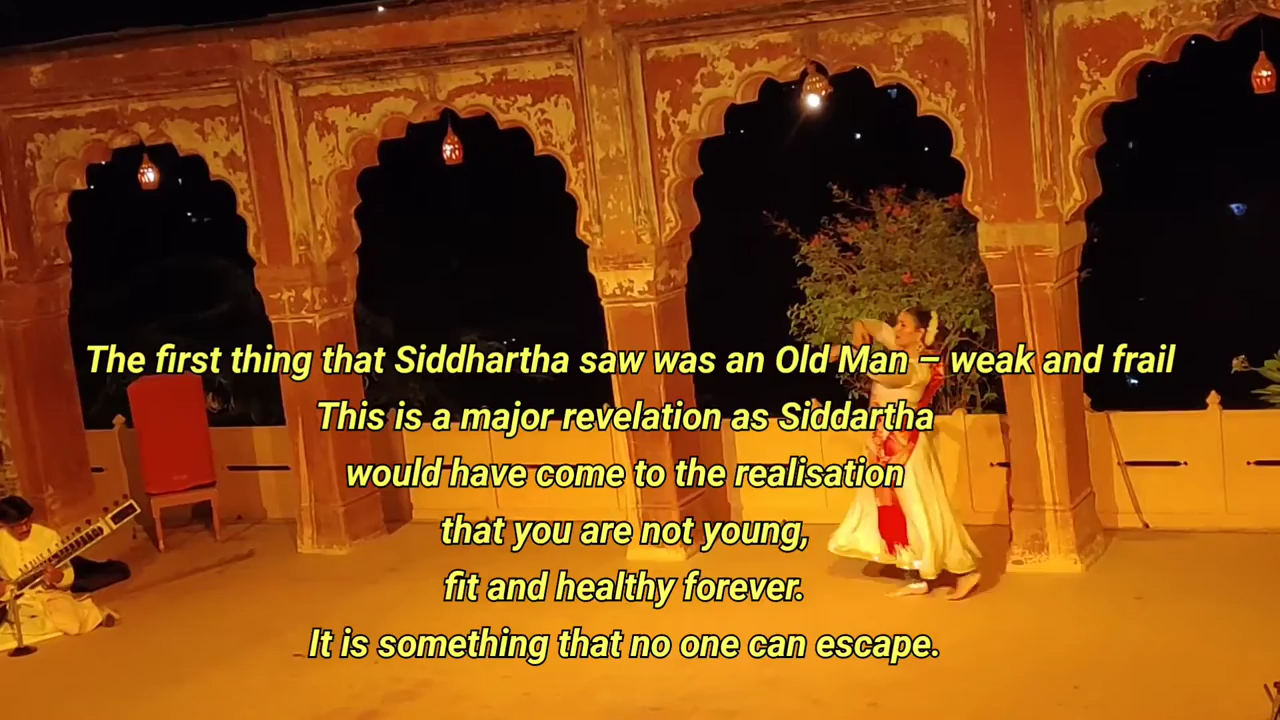 The first thing that Siddhartha saw was an Old Man – weak and frail
This is a major revelation as Siddartha
would have come to the realisation
that you are not young,
fit and healthy forever.
It is something that no one can escape.